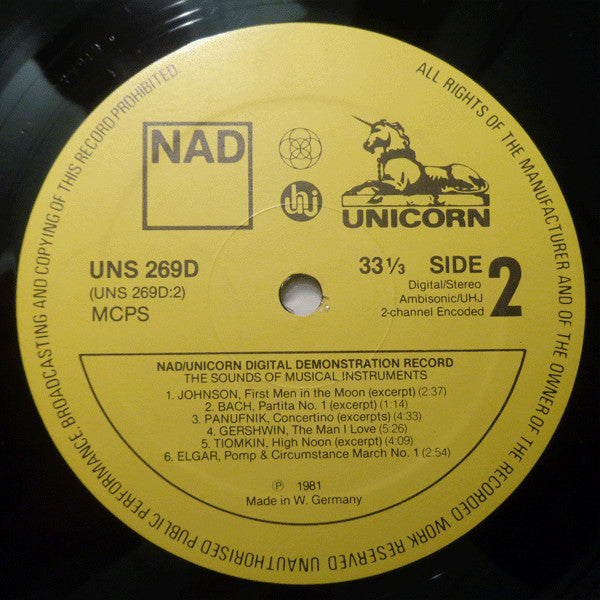 ALL RIGHTS OF THE MANUFACTURER AND OF THE OWNER OF THE RECORDED WORK RESERVED UNAUTHORISED PUBLIC PERFORMANCE, BROADCASTING AND COPYING OF THIS RECORD PROHIBITED.
NAD
uhj
UNICORN
UNS 269D
(UNS 269D:2)
MCPS
33 1/3 SIDE 2
Digital/Stereo
Ambisonic/UHJ
2-channel Encoded
NAD/UNICORN DIGITAL DEMONSTRATION RECORD
THE SOUNDS OF MUSICAL INSTRUMENTS
1. JOHNSON, First Men in the Moon (excerpt) (2:37)
2. BACH, Partita No. 1 (excerpt) (1:14)
3. PANUFNIK, Concertino (excerpts) (4:33)
4. GERSHWIN, The Man I Love (5:26)
5. TIOMKIN, High Noon (excerpt) (4:09)
6. ELGAR, Pomp & Circumstance March No. 1 (2:54)
℗ 1981
Made in W. Germany